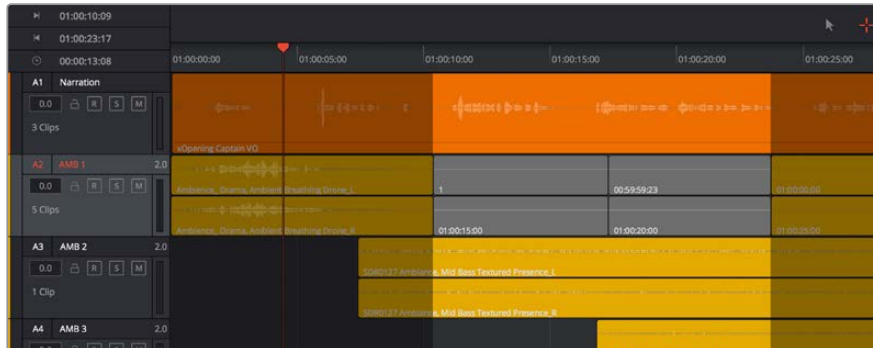 01:00:10:09
01:00:23:17
00:00:13:08
01:00:00:00 01:00:05:00 01:00:10:00 01:00:15:00 01:00:20:00 01:00:25:00
A1 Narration
0.0 R S M
3 Clips
xOpening Captain VO
A2 AMB 1 2.0
0.0 R S M
5 Clips
Ambience_ Drama, Ambient Breathing Drone_L
1
00:59:59:23
01:00:00:00
Ambience_ Drama, Ambient Breathing Drone_R
01:00:15:00
01:00:20:00
01:00:25:00
A3 AMB 2 2.0
0.0 R S M
1 Clip
S080127 Ambiance, Mid Bass Textured Presence_L
S080127 Ambiance, Mid Bass Textured Presence_R
A4 AMB 3 2.0